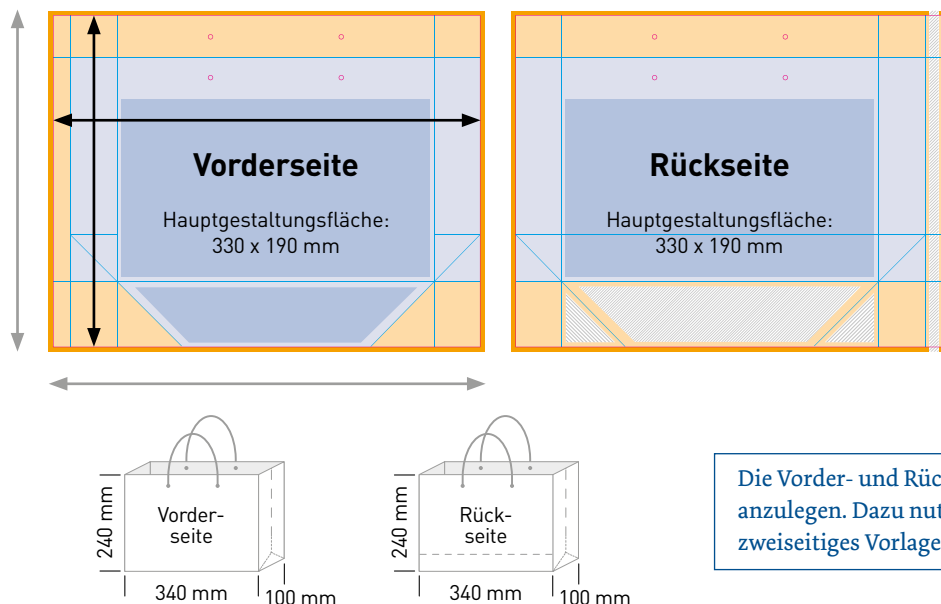 Vorderseite
Hauptgestaltungsfläche:
330 x 190 mm
Rückseite
Hauptgestaltungsfläche:
330 x 190 mm
240 mm
Vorder-
seite
340 mm
100 mm
240 mm
Rück-
seite
340 mm
100 mm
Die Vorder- und Rüc
anzulegen. Dazu nut
zweiseitiges Vorlage